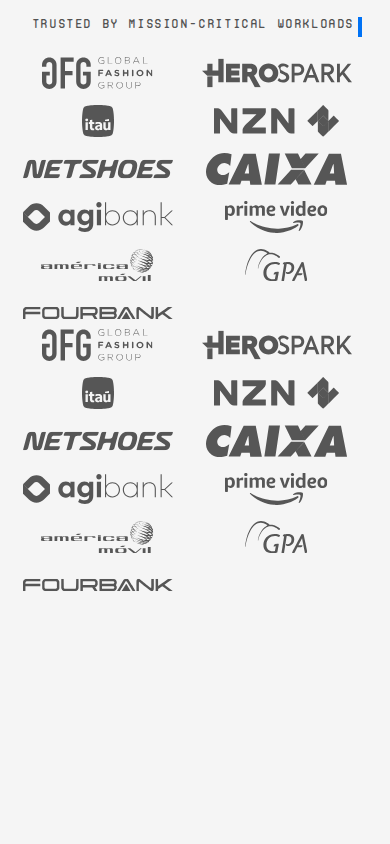 TRUSTED BY MISSION-CRITICAL WORKLOADS
GFG GLOBAL FASHION GROUP
HEROSPARK
itaú
NZN
NETSHOES
CAIXA
agibank
prime video
américa móvil
GPA
FOURBANK
GFG GLOBAL FASHION GROUP
HEROSPARK
itaú
NZN
NETSHOES
CAIXA
agibank
prime video
américa móvil
GPA
FOURBANK